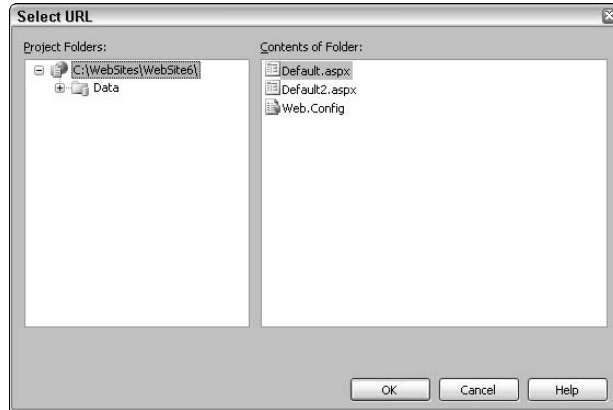 Select URL
Project Folders:
Contents of Folder:
C:\WebSites\WebSite6\
Data
Default.aspx
Default2.aspx
Web.Config
OK
Cancel
Help